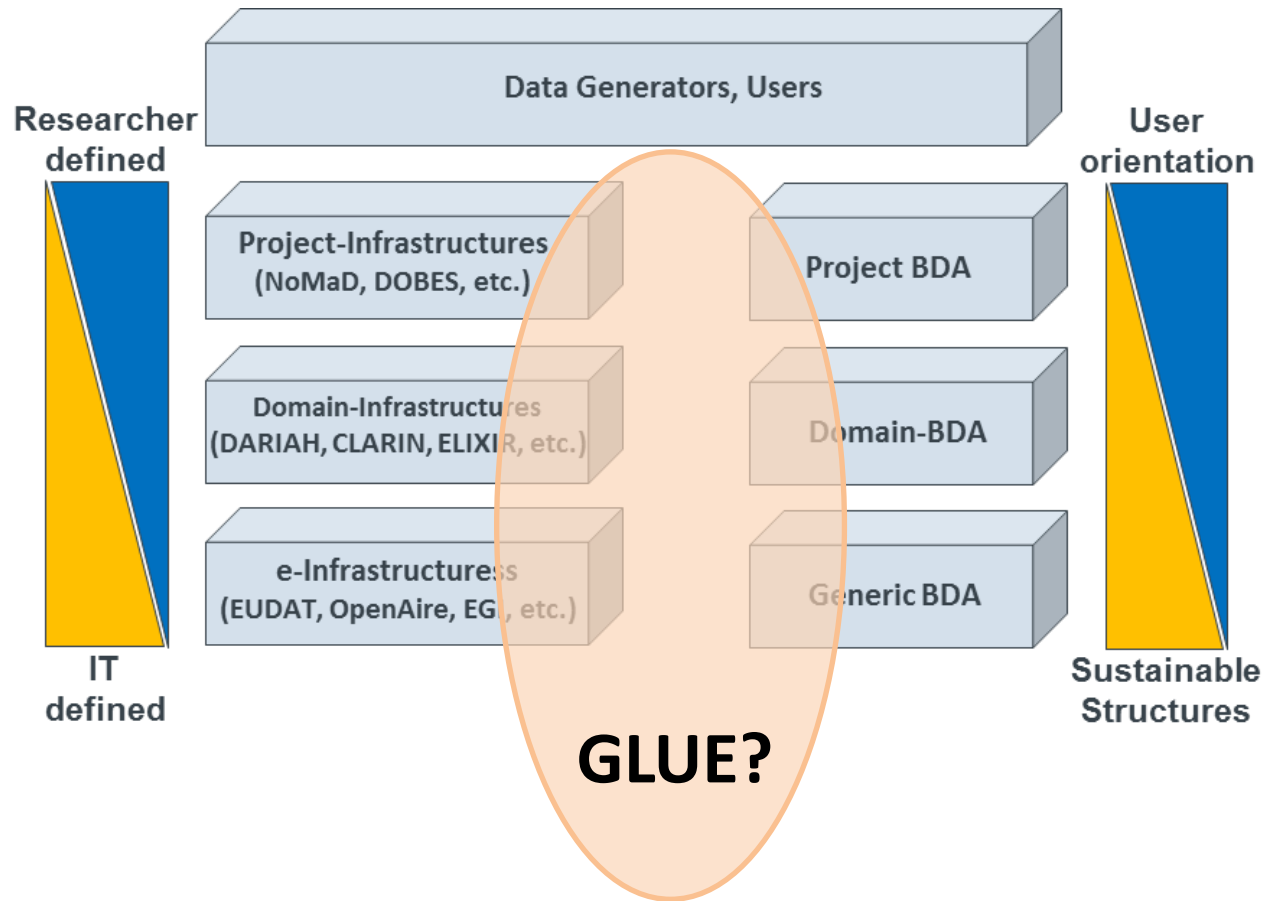 Data Generators, Users
Researcher
defined
User
orientation
Project-Infrastructures
(NoMaD, DOBES, etc.)
Project BDA
Domain-Infrastructures
(DARIAH, CLARIN, ELIXIR, etc.)
Domain-BDA
e-Infrastructuress
(EUDAT, OpenAire, EGI, etc.)
Generic BDA
IT
defined
Sustainable
Structures
GLUE?